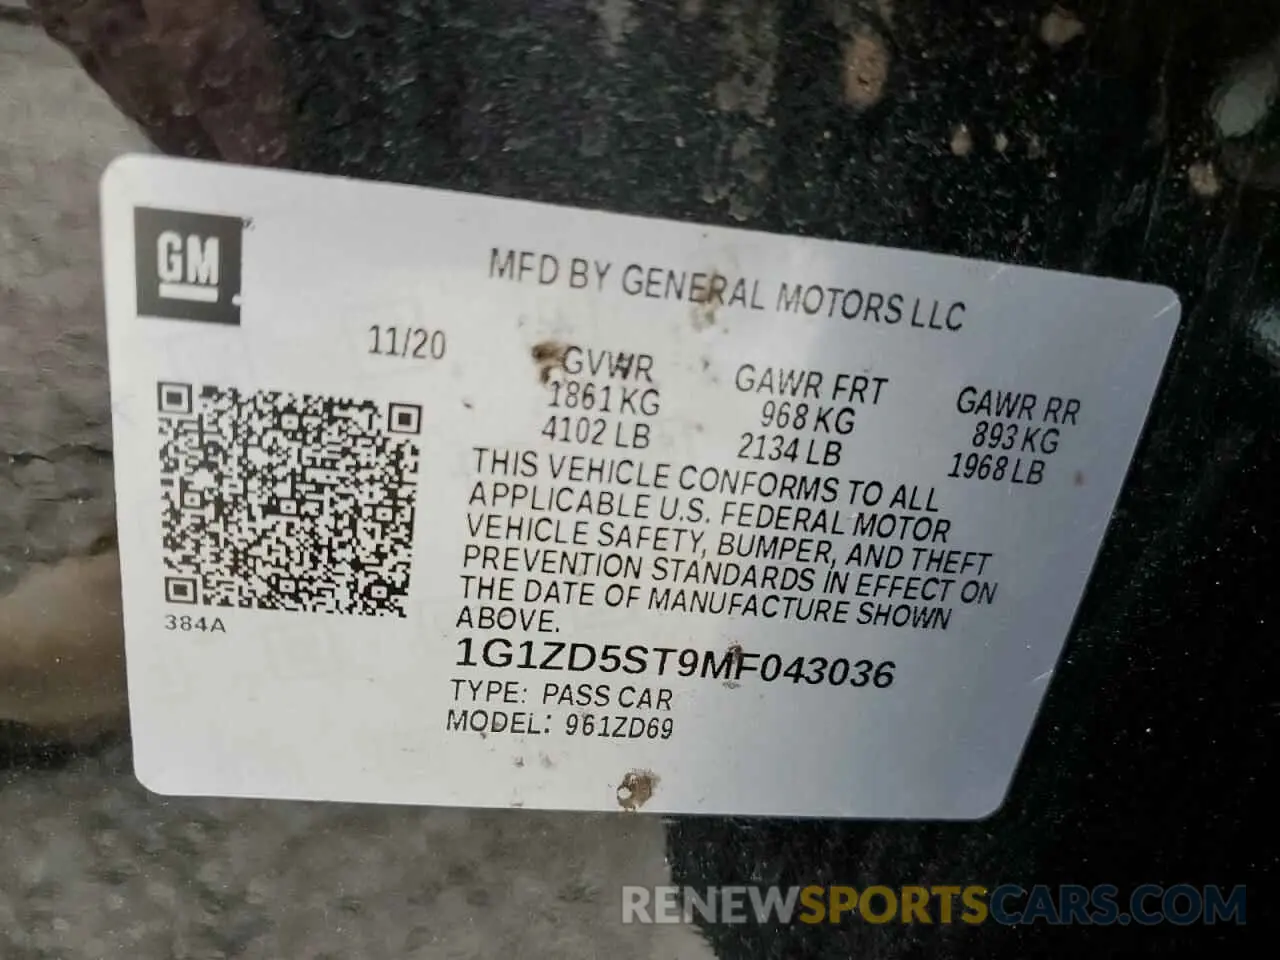 GM
MFD BY GENERAL MOTORS LLC
11/20
GVWR GAWR FRT GAWR RR
1861 KG 968 KG 893 KG
4102 LB 2134 LB 1968 LB
THIS VEHICLE CONFORMS TO ALL
APPLICABLE U.S. FEDERAL MOTOR
VEHICLE SAFETY, BUMPER, AND THEFT
PREVENTION STANDARDS IN EFFECT ON
THE DATE OF MANUFACTURE SHOWN
ABOVE.
384A
1G1ZD5ST9MF043036
TYPE: PASS CAR
MODEL: 961ZD69
RENEWSPORTSCARS.COM